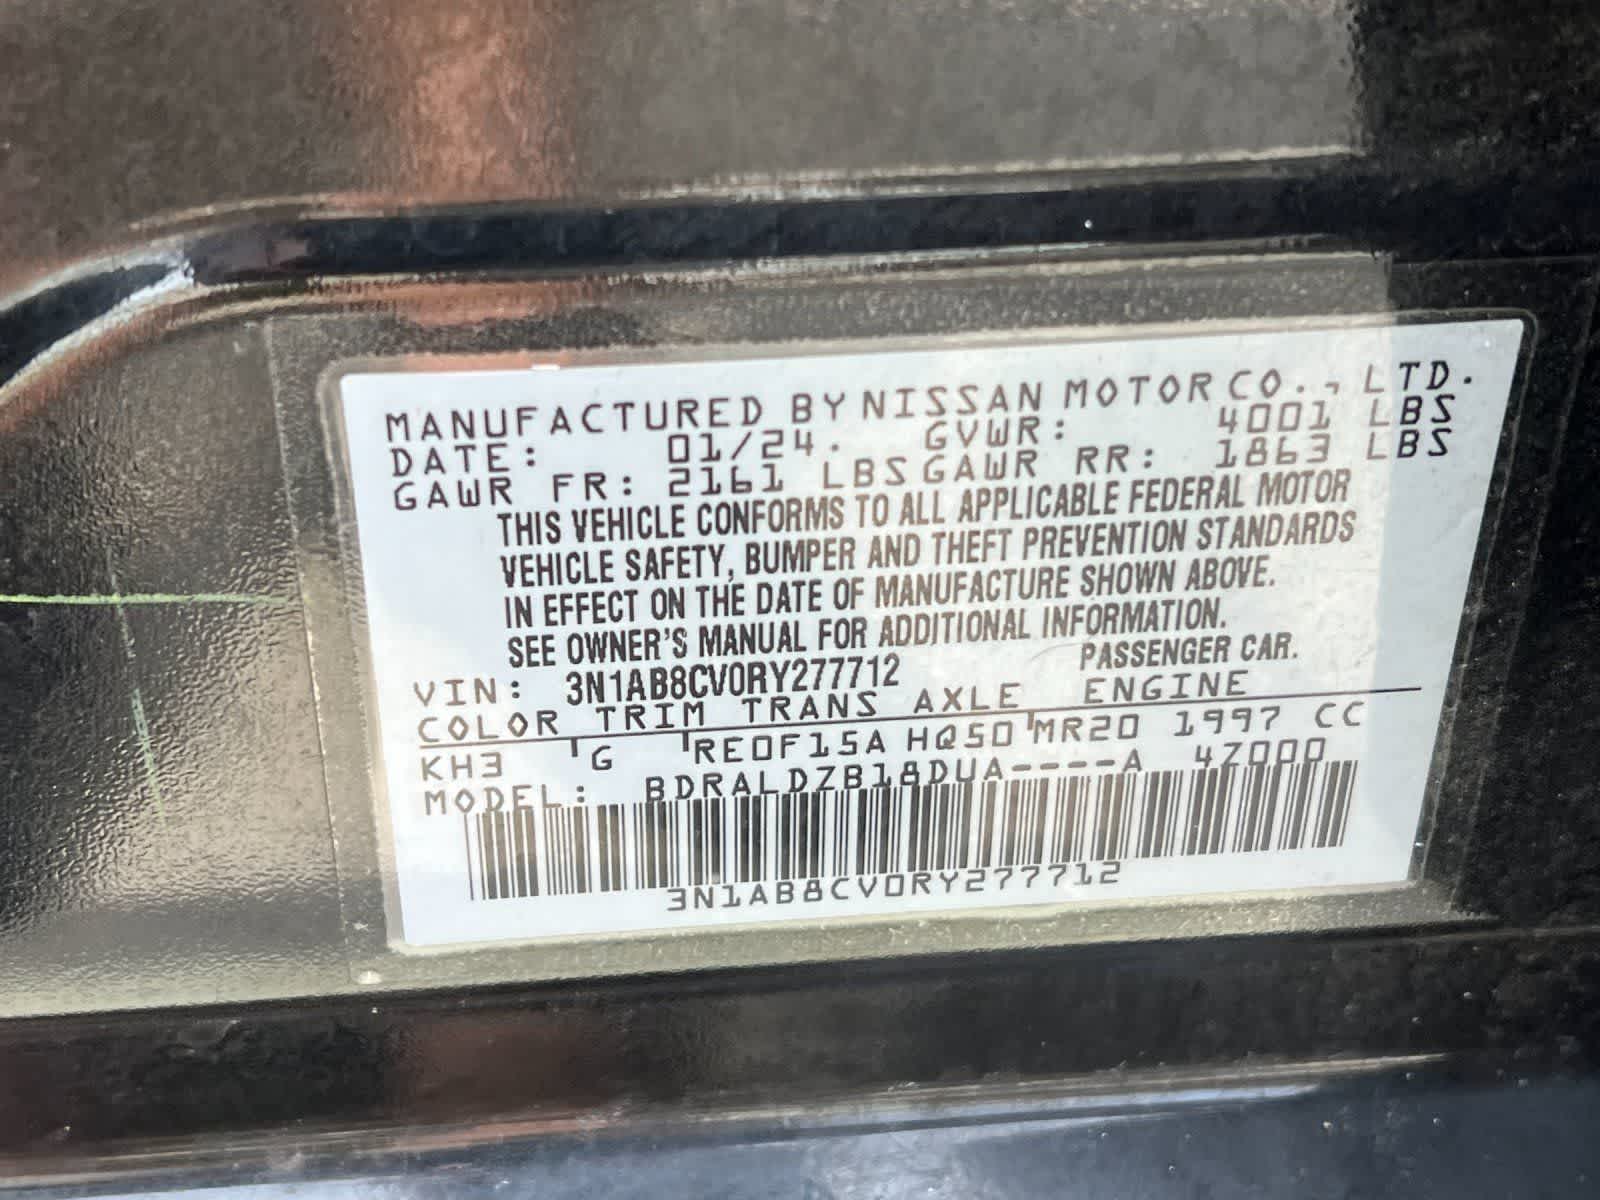 MANUFACTURED BY NISSAN MOTOR CO., LTD.
DATE: 01/24. GVWR: 4001 LBS
GAWR FR: 2161 LBS GAWR RR: 1863 LBS
THIS VEHICLE CONFORMS TO ALL APPLICABLE FEDERAL MOTOR
VEHICLE SAFETY, BUMPER AND THEFT PREVENTION STANDARDS
IN EFFECT ON THE DATE OF MANUFACTURE SHOWN ABOVE.
SEE OWNER'S MANUAL FOR ADDITIONAL INFORMATION.
VIN: 3N1AB8CV0RY277712 PASSENGER CAR.
COLOR TRIM TRANS AXLE ENGINE
KH3 G RE0F15A HQ50 MR20 1997 CC
MODEL: BDRALDZB18DUA----A 4Z000
3N1AB8CV0RY277712